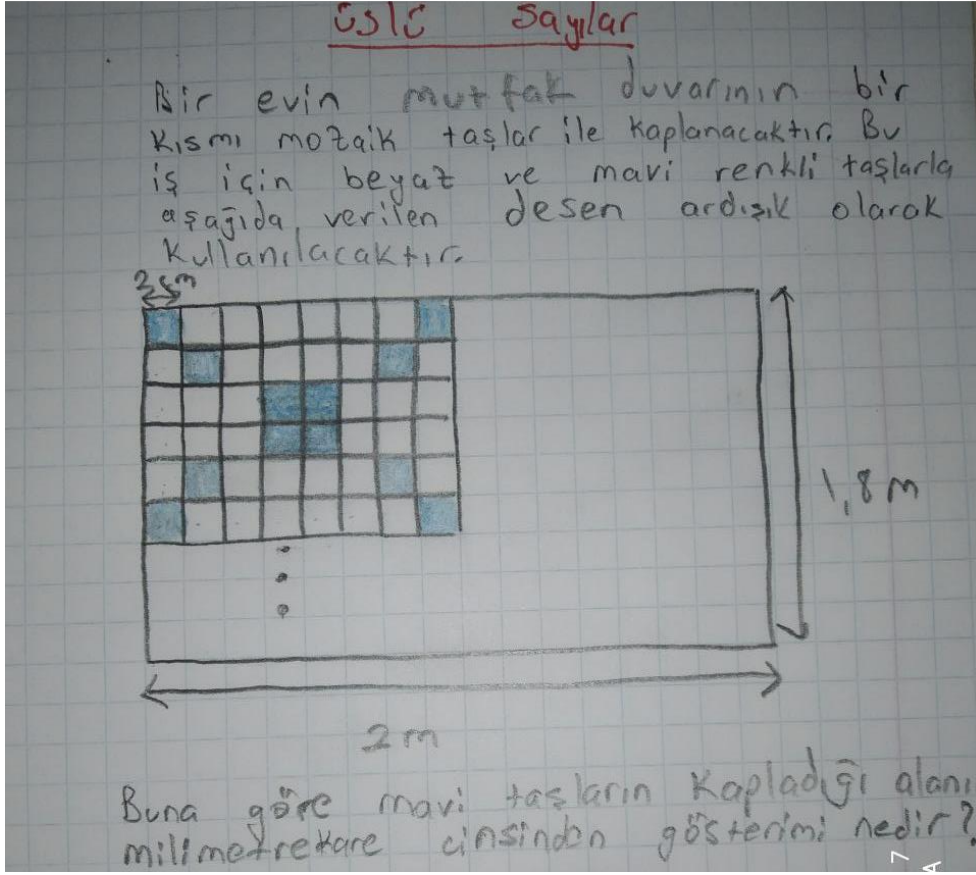 üslü sayılar
Bir evin mutfak duvarının bir
kısmı mozaik taşlar ile kaplanacaktır. Bu
iş için beyaz ve mavi renkli taşlarla
aşağıda verilen desen ardışık olarak
kullanılacaktır.
1,8 m
2 m
Buna göre mavi taşların kapladığı alanı
milimetrekare cinsinden gösterimi nedir?
7
A